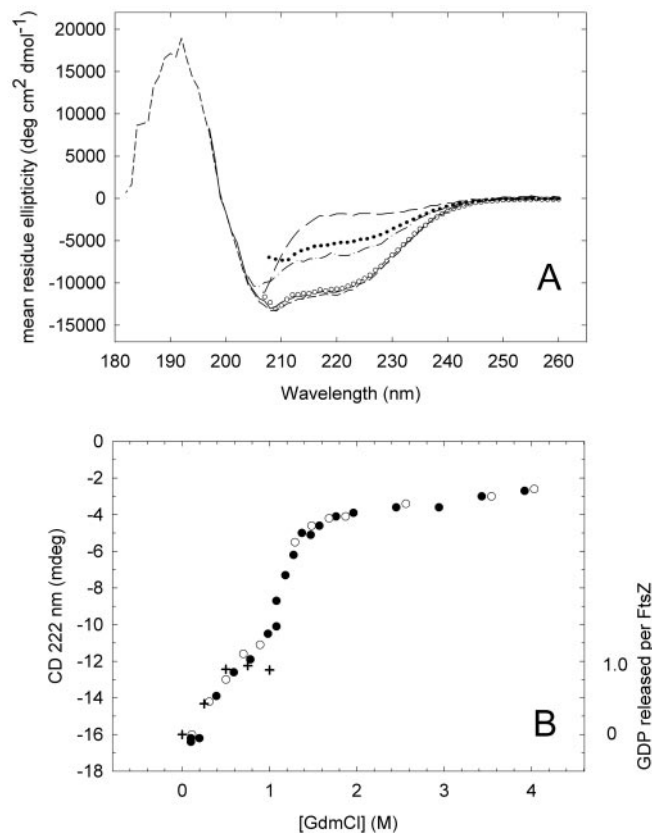 20000
15000
10000
5000
0
-5000
-10000
-15000
mean residue ellipticity (deg cm² dmol⁻¹)
A
180 190 200 210 220 230 240 250 260
Wavelength (nm)
0
-2
-4
-6
-8
-10
-12
-14
-16
-18
CD 222 nm (mdeg)
1.0
0
GDP released per FtsZ
B
0 1 2 3 4
[GdmCl] (M)